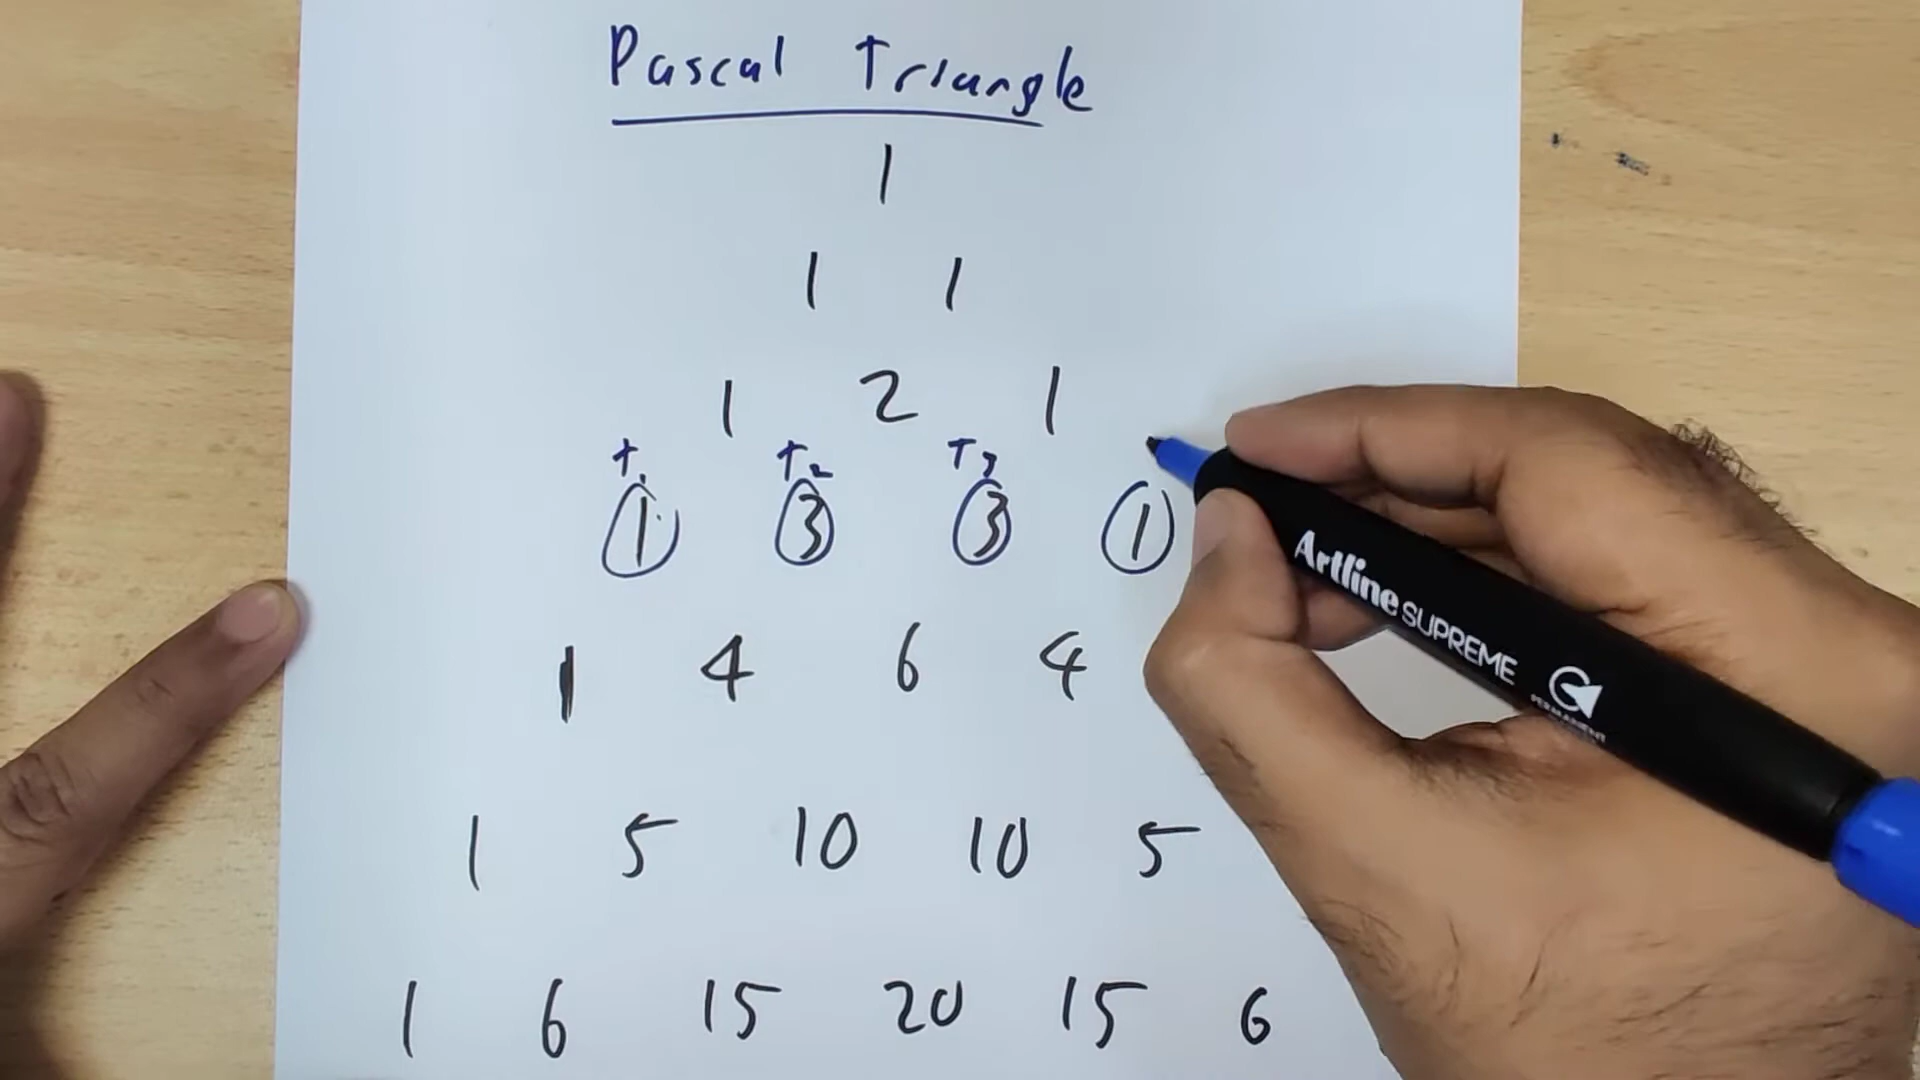 Pascal Triangle
1
1 1
1 2 1
T1 T2 T3
1 3 3 1
1 4 6 4
1 5 10 10 5
1 6 15 20 15 6
Artline SUPREME
PERMANENT